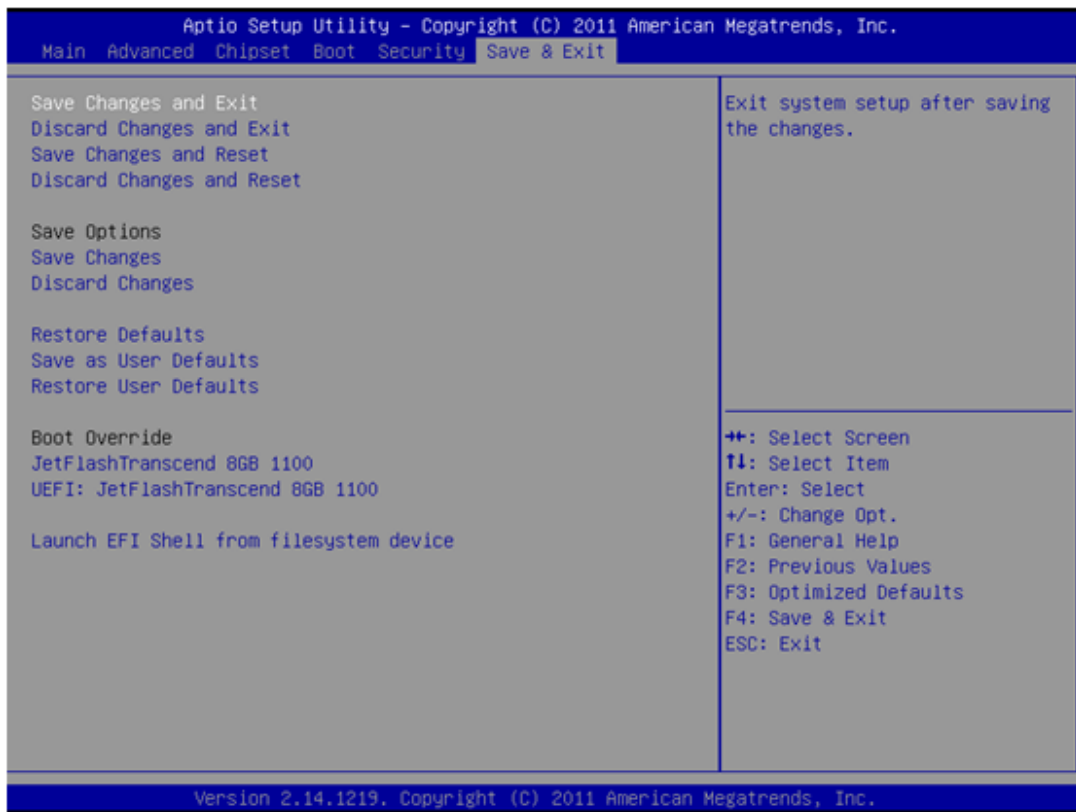 Aptio Setup Utility – Copyright (C) 2011 American Megatrends, Inc.
Main Advanced Chipset Boot Security Save & Exit
Save Changes and Exit
Discard Changes and Exit
Save Changes and Reset
Discard Changes and Reset
Save Options
Save Changes
Discard Changes
Restore Defaults
Save as User Defaults
Restore User Defaults
Boot Override
JetFlashTranscend 8GB 1100
UEFI: JetFlashTranscend 8GB 1100
Launch EFI Shell from filesystem device
Exit system setup after saving
the changes.
→←: Select Screen
↑↓: Select Item
Enter: Select
+/-: Change Opt.
F1: General Help
F2: Previous Values
F3: Optimized Defaults
F4: Save & Exit
ESC: Exit
Version 2.14.1219. Copyright (C) 2011 American Megatrends, Inc.